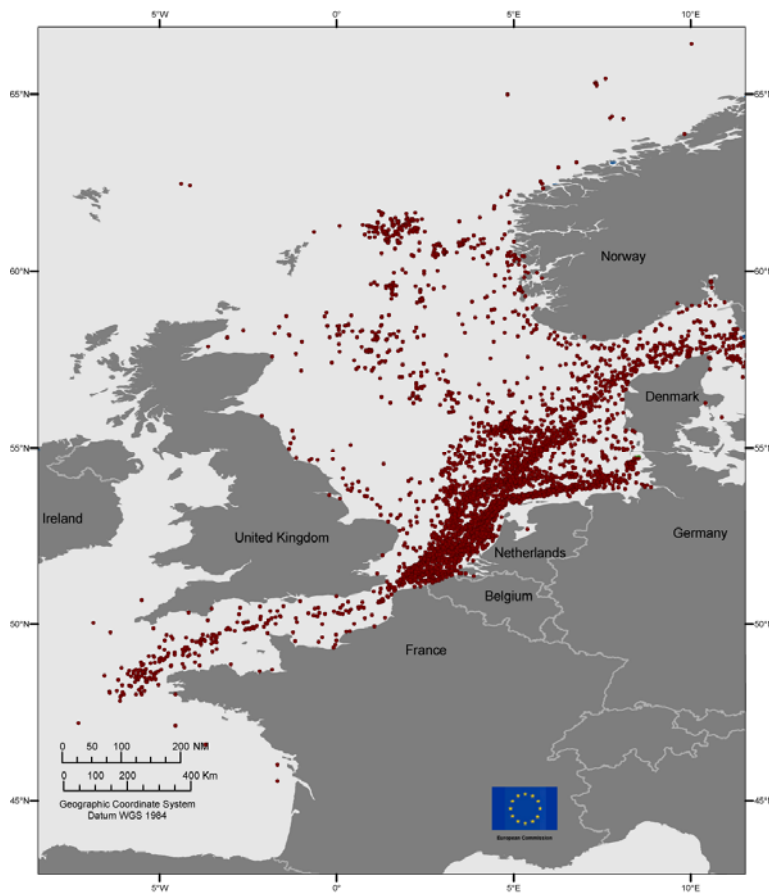 5°W 0° 5°E 10°E
65°N 65°N
Norway
60°N 60°N
Denmark
55°N 55°N
Ireland
United Kingdom
Netherlands
Germany
Belgium
50°N 50°N
France
0 50 100 200 NM
0 100 200 400 Km
45°N 45°N
Geographic Coordinate System
Datum WGS 1984
European Commission
5°W 0° 5°E 10°E